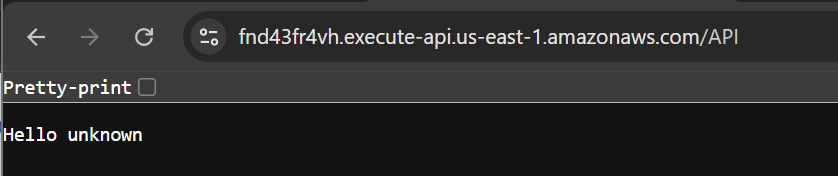 fnd43fr4vh.execute-api.us-east-1.amazonaws.com/API
Pretty-print
Hello unknown